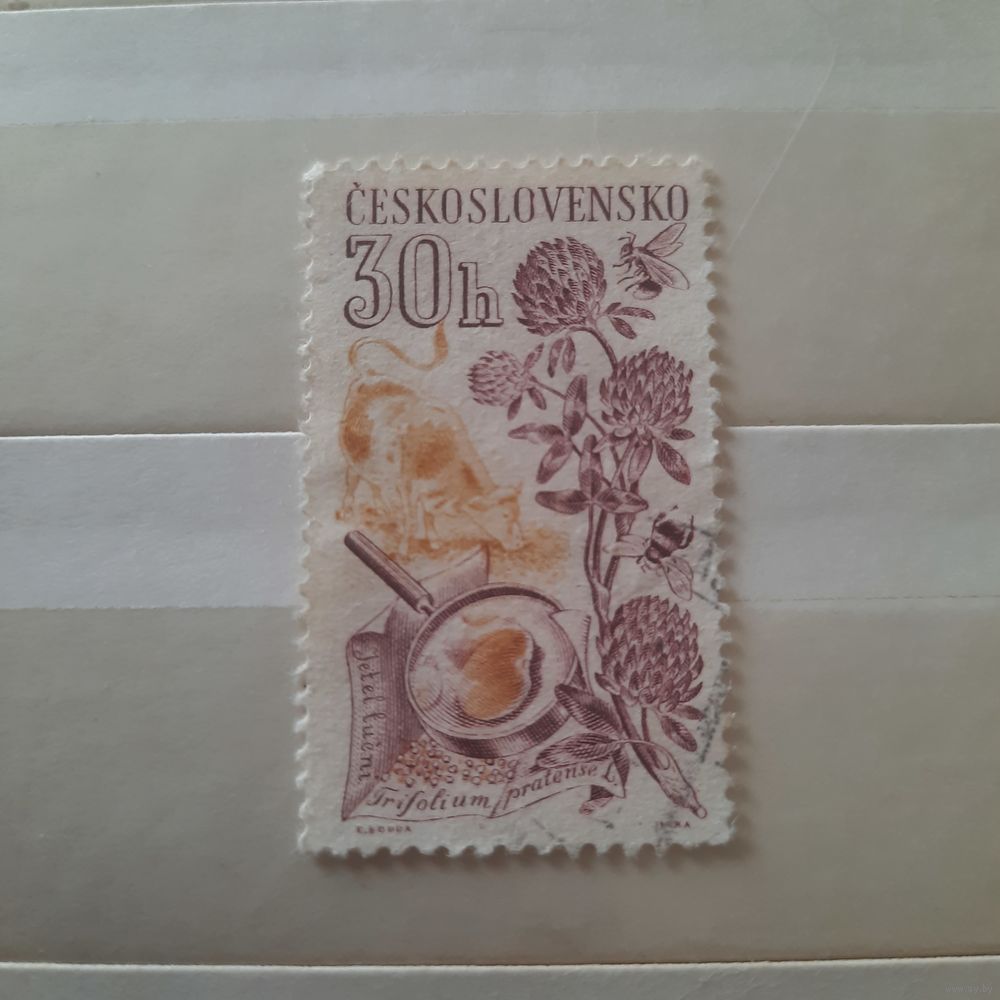 ČESKOSLOVENSKO
30h
Jetel luční
Trifolium pratense L.